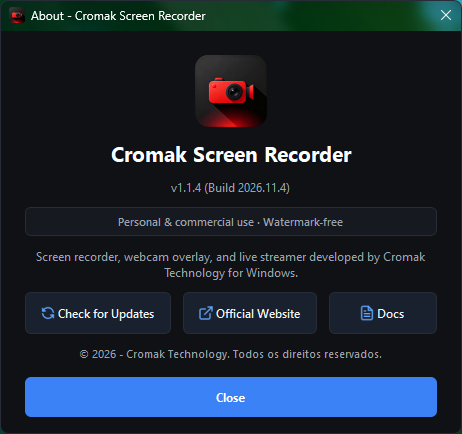 About - Cromak Screen Recorder
Cromak Screen Recorder
v1.1.4 (Build 2026.11.4)
Personal & commercial use · Watermark-free
Screen recorder, webcam overlay, and live streamer developed by Cromak
Technology for Windows.
Check for Updates
Official Website
Docs
© 2026 - Cromak Technology. Todos os direitos reservados.
Close